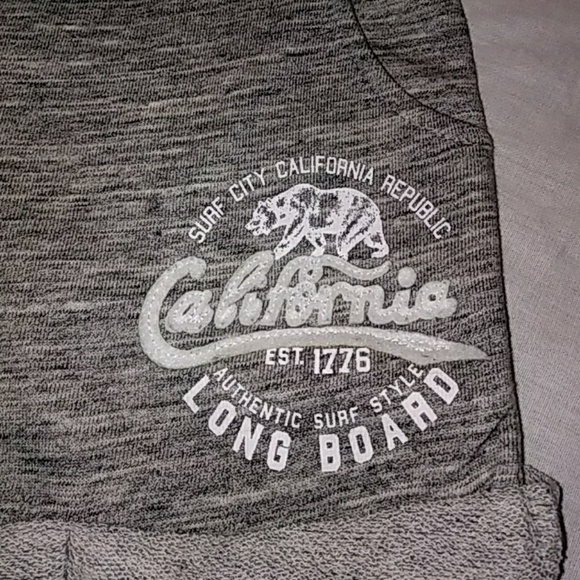 SURF CITY CALIFORNIA REPUBLIC
California
EST. 1776
AUTHENTIC SURF STYLE
LONG BOARD